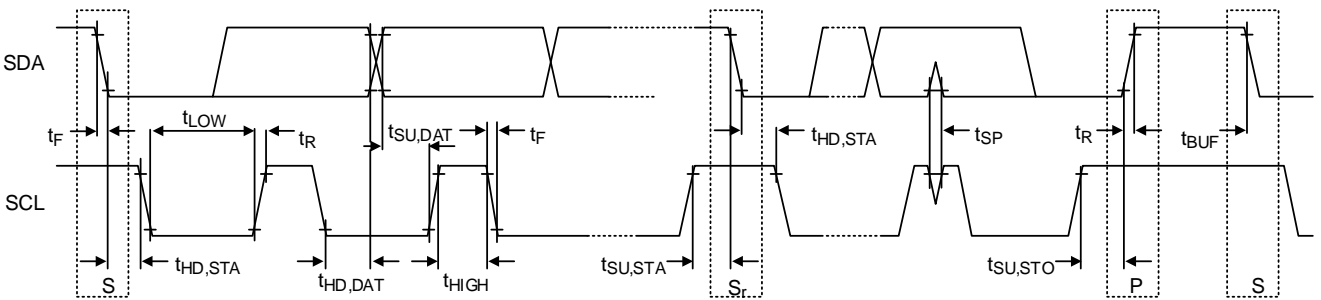 SDA
t_F
t_LOW
t_R
t_SU,DAT
t_F
t_HD,STA
t_SP
t_R
t_BUF
SCL
t_HD,STA
t_HD,DAT
t_HIGH
t_SU,STA
t_SU,STO
S
S_r
P
S